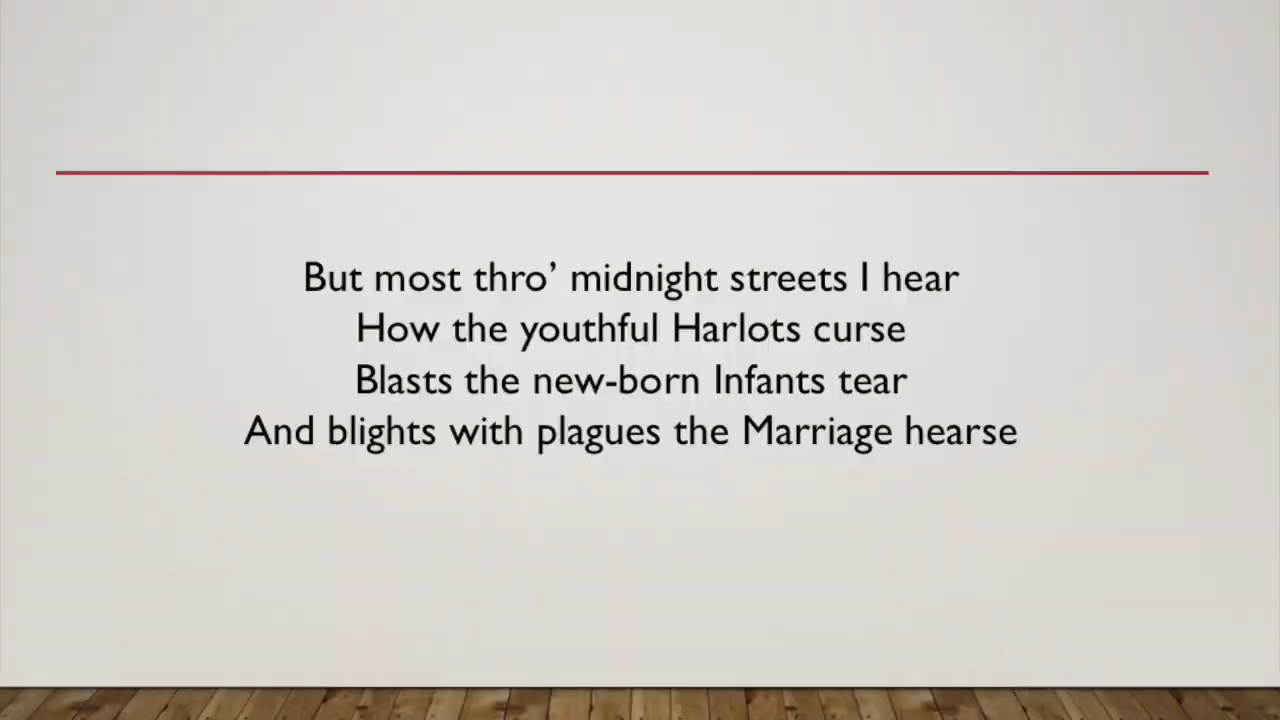 But most thro’ midnight streets I hear
How the youthful Harlots curse
Blasts the new-born Infants tear
And blights with plagues the Marriage hearse